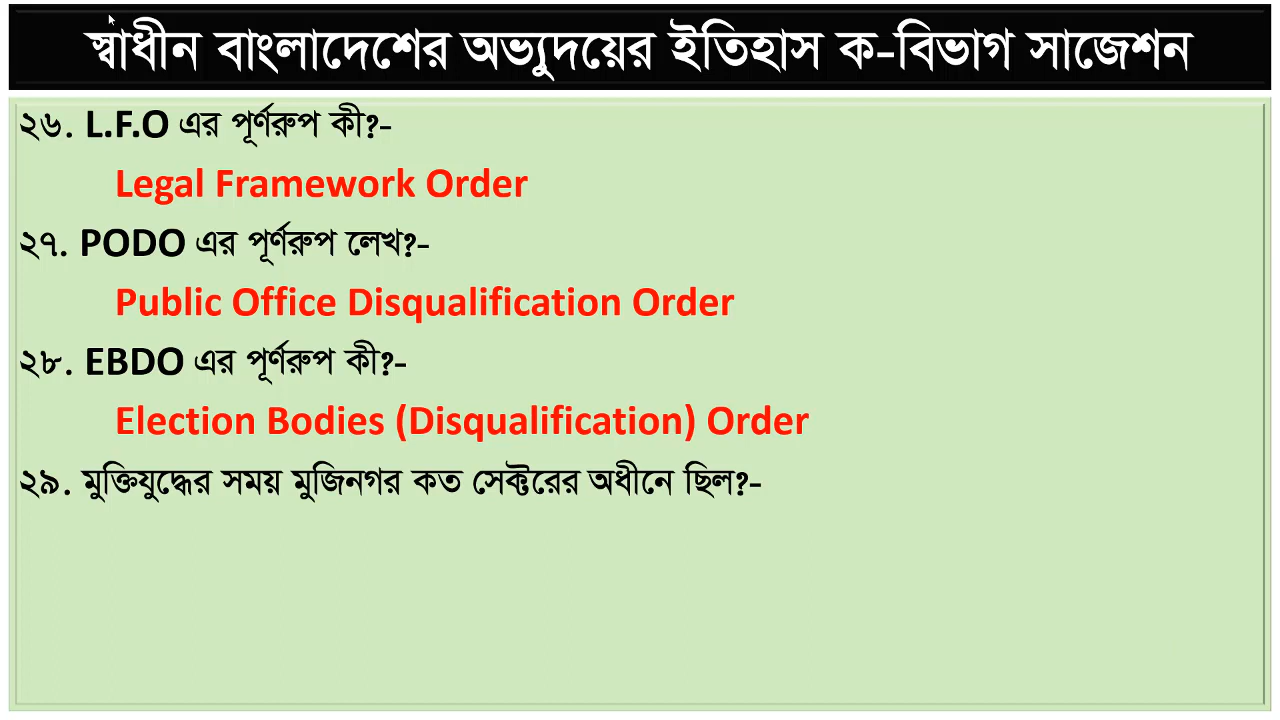 স্বাধীন বাংলাদেশের অভ্যুদয়ের ইতিহাস ক-বিভাগ সাজেশন
২৬. L.F.O এর পূর্ণরুপ কী?-
Legal Framework Order
২৭. PODO এর পূর্ণরুপ লেখ?-
Public Office Disqualification Order
২৮. EBDO এর পূর্ণরুপ কী?-
Election Bodies (Disqualification) Order
২৯. মুক্তিযুদ্ধের সময় মুজিনগর কত সেক্টরের অধীনে ছিল?-